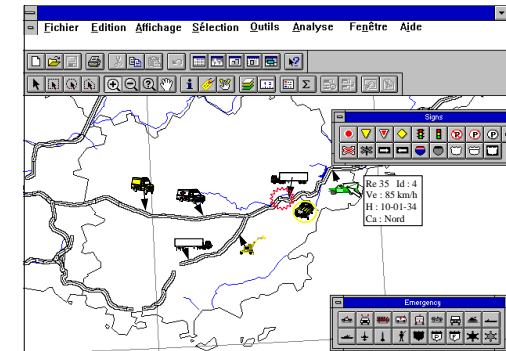 Fichier Edition Affichage Sélection Outils Analyse Fenêtre Aide
Signs
Re 35 Id : 4
Ve : 85 km/h
H : 10-01-34
Ca : Nord
Emergency